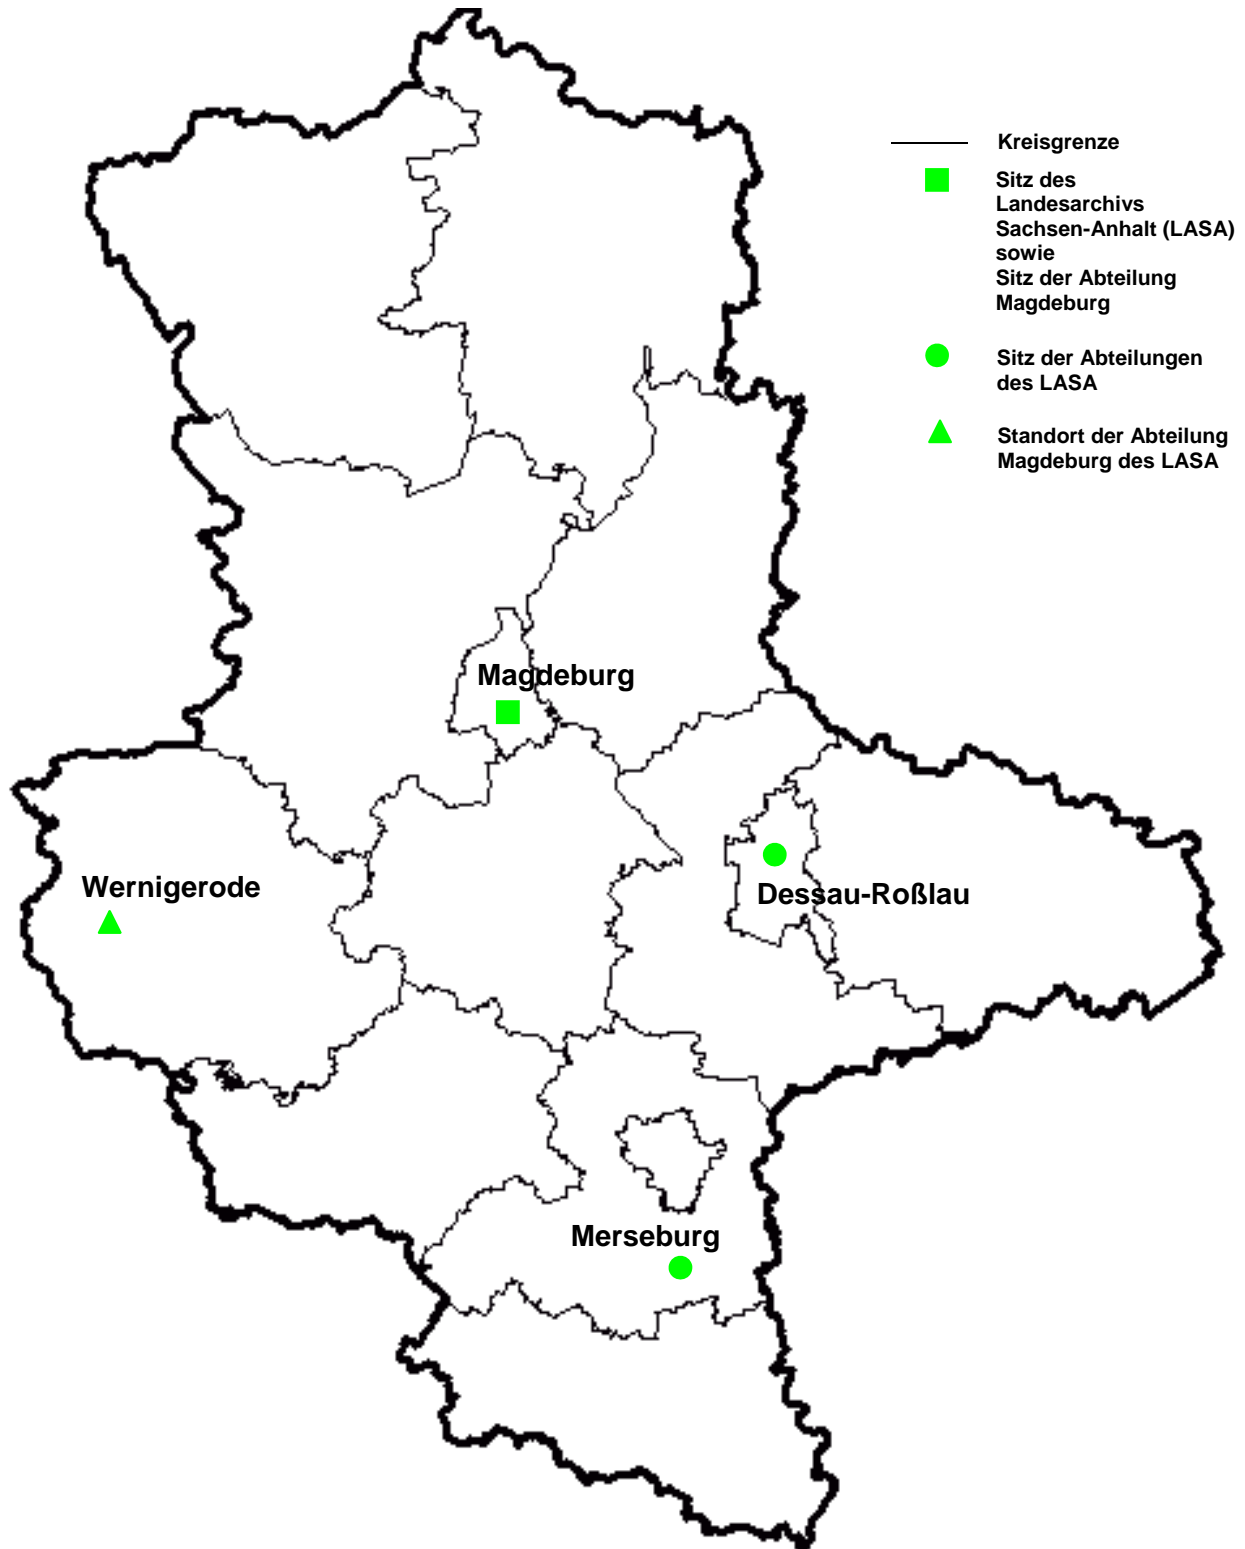 Kreisgrenze
Sitz des
Landesarchivs
Sachsen-Anhalt (LASA)
sowie
Sitz der Abteilung
Magdeburg
Sitz der Abteilungen
des LASA
Standort der Abteilung
Magdeburg des LASA
Magdeburg
Wernigerode
Dessau-Roßlau
Merseburg